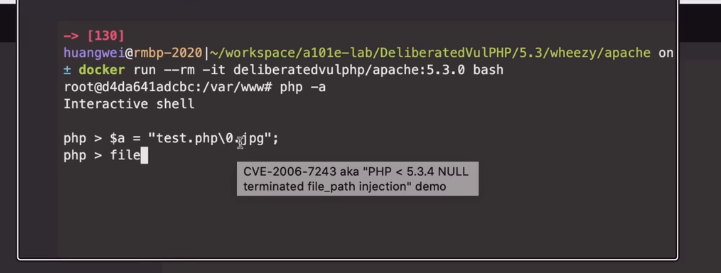 -> [130]
huangwei@rmbp-2020|~/workspace/a101e-lab/DeliberatedVulPHP/5.3/wheezy/apache on
± docker run --rm -it deliberatedvulphp/apache:5.3.0 bash
root@d4da641adcbc:/var/www# php -a
Interactive shell
php > $a = "test.php\0.jpg";
php > file
CVE-2006-7243 aka "PHP < 5.3.4 NULL
terminated file_path injection" demo